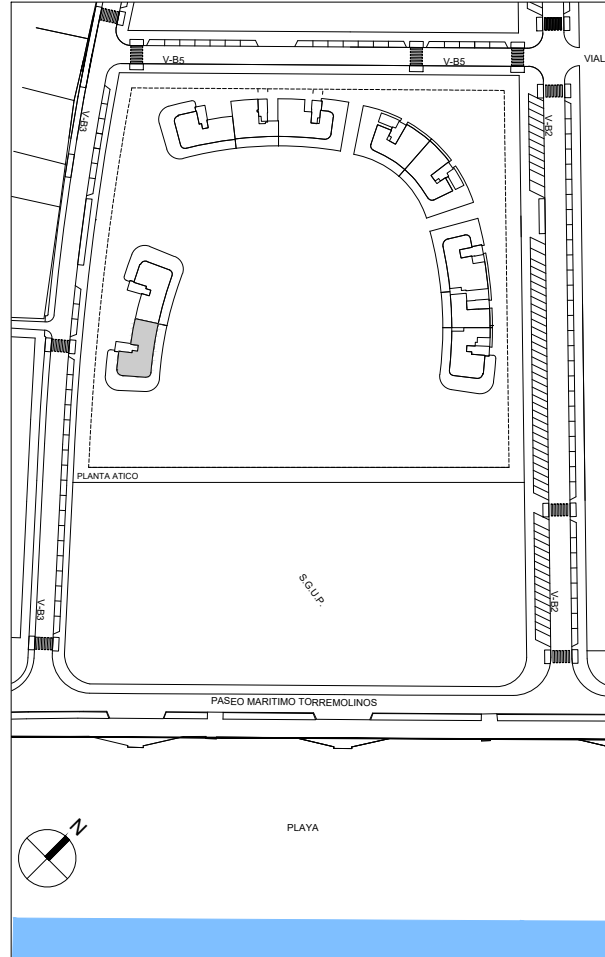 V-B5
V-B5
VIAL
V-B3
V-B2
PLANTA ATICO
S.G.U.P.
V-B3
V-B2
PASEO MARITIMO TORREMOLINOS
N
PLAYA